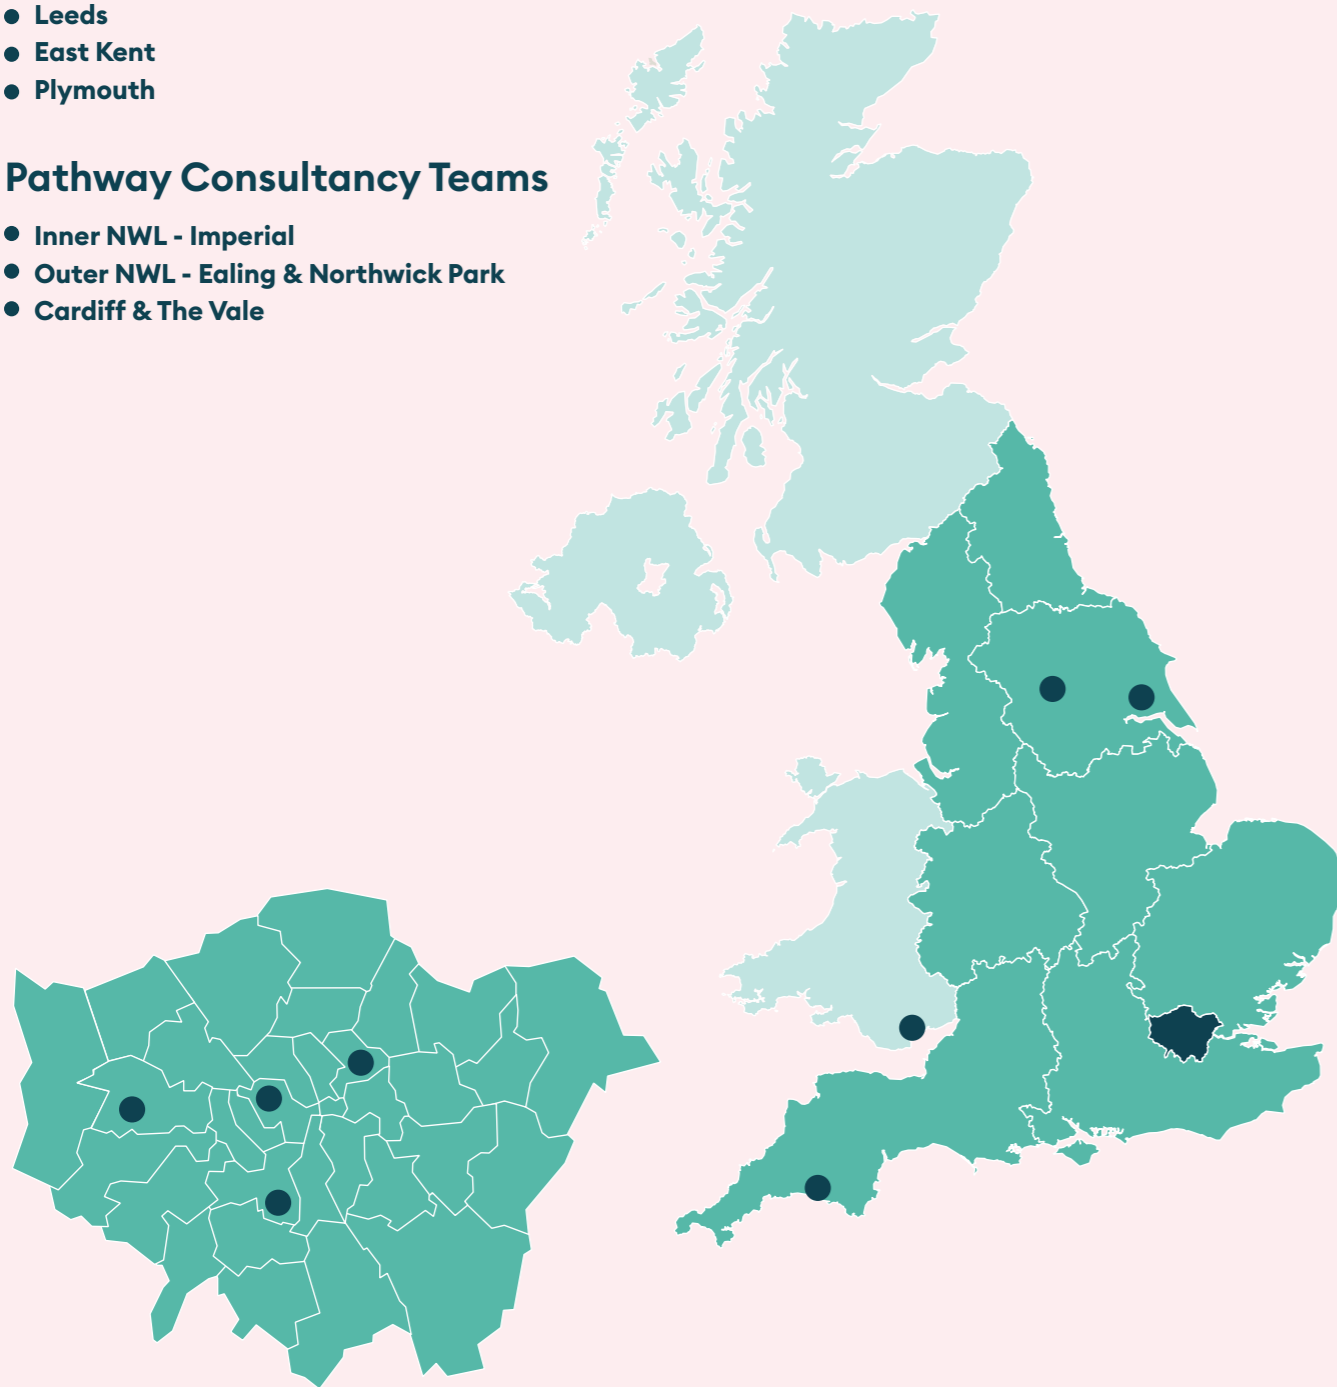 Leeds
East Kent
Plymouth
Pathway Consultancy Teams
Inner NWL - Imperial
Outer NWL - Ealing & Northwick Park
Cardiff & The Vale